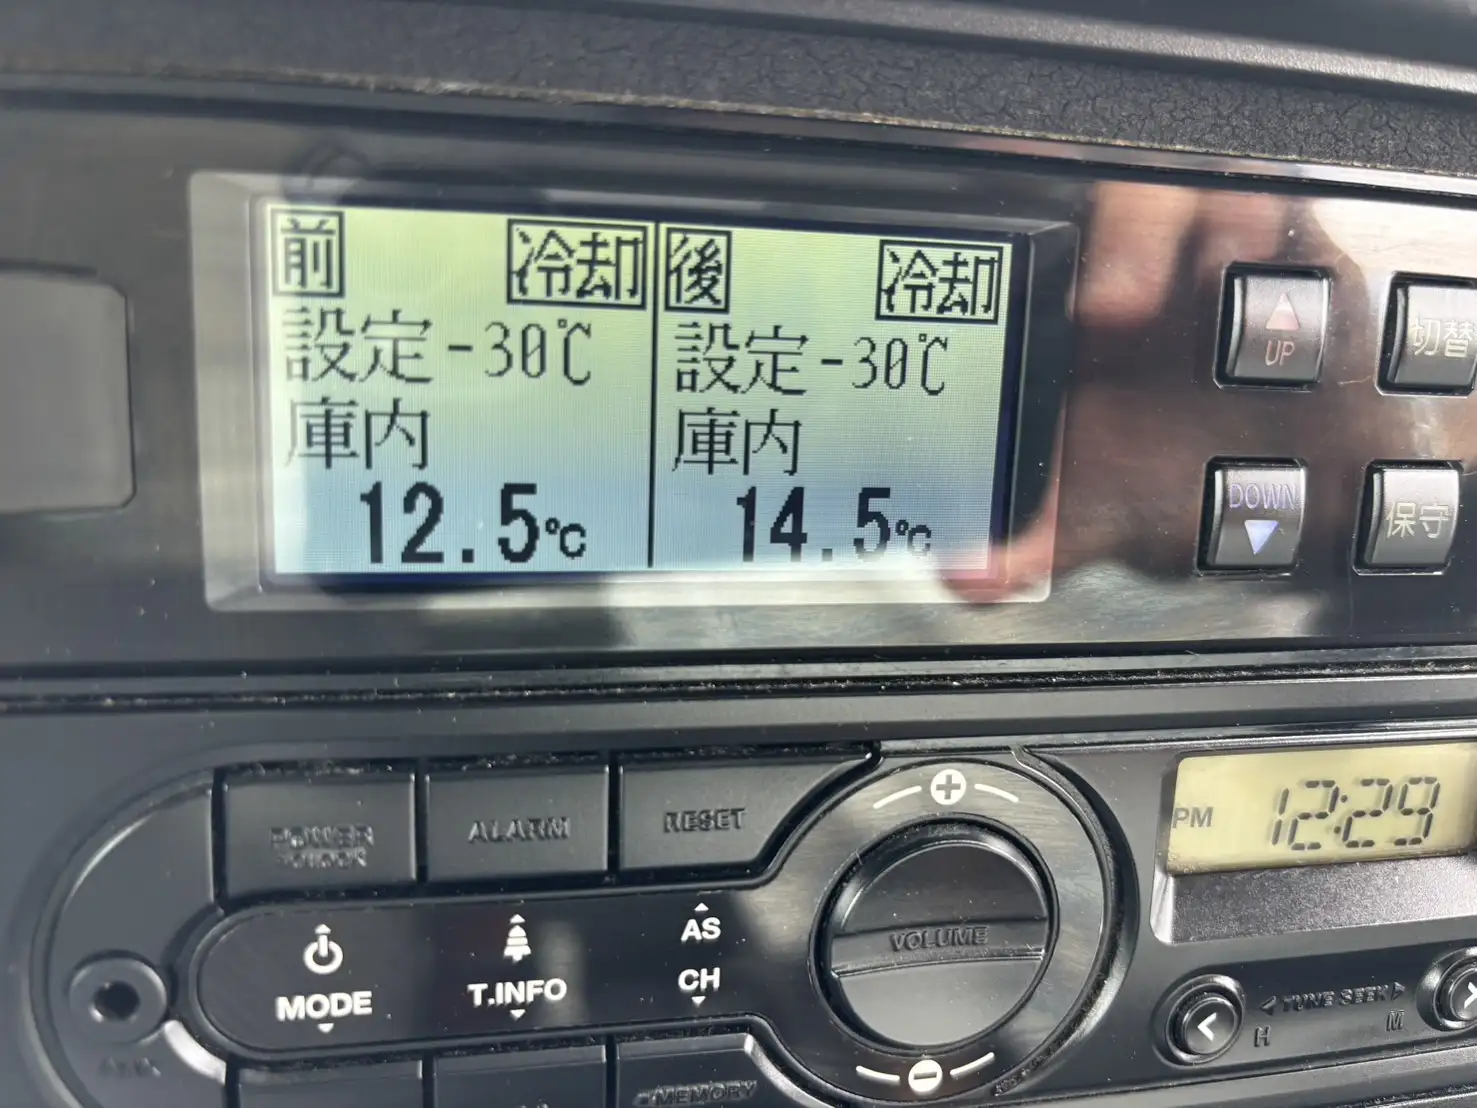 前 冷却 後 冷却
設定-30℃ 設定-30℃
庫内 庫内
12.5℃ 14.5℃
UP
切替
DOWN
保守
POWER
ALARM
RESET
PM 12:29
MODE
T.INFO
AS
CH
VOLUME
TUNE SEEK
H
M
MEMORY